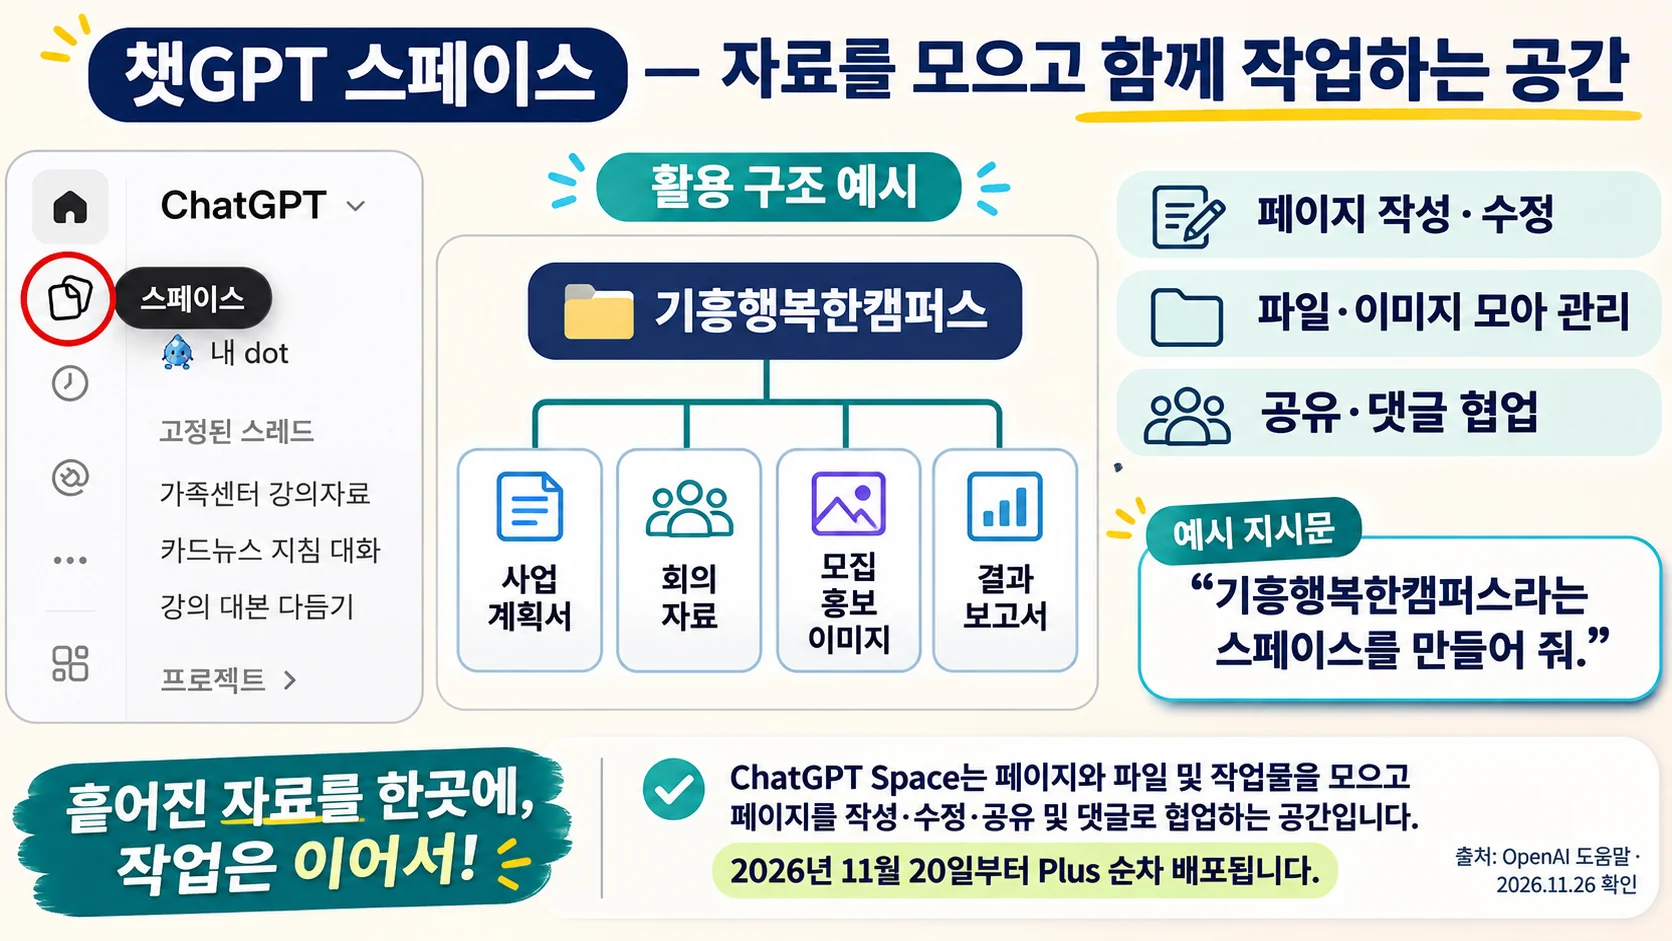 챗GPT 스페이스 — 자료를 모으고 함께 작업하는 공간
ChatGPT
스페이스
내 dot
고정된 스레드
가족센터 강의자료
카드뉴스 지침 대화
강의 대본 다듬기
프로젝트 >
활용 구조 예시
기흥행복한캠퍼스
사업
계획서
회의
자료
모집
홍보
이미지
결과
보고서
페이지 작성·수정
파일·이미지 모아 관리
공유·댓글 협업
예시 지시문
“기흥행복한캠퍼스라는
스페이스를 만들어 줘.”
흩어진 자료를 한곳에,
작업은 이어서!
ChatGPT Space는 페이지와 파일 및 작업물을 모으고
페이지를 작성·수정·공유 및 댓글로 협업하는 공간입니다.
2026년 11월 20일부터 Plus 순차 배포됩니다.
출처: OpenAI 도움말·
2026.11.26 확인